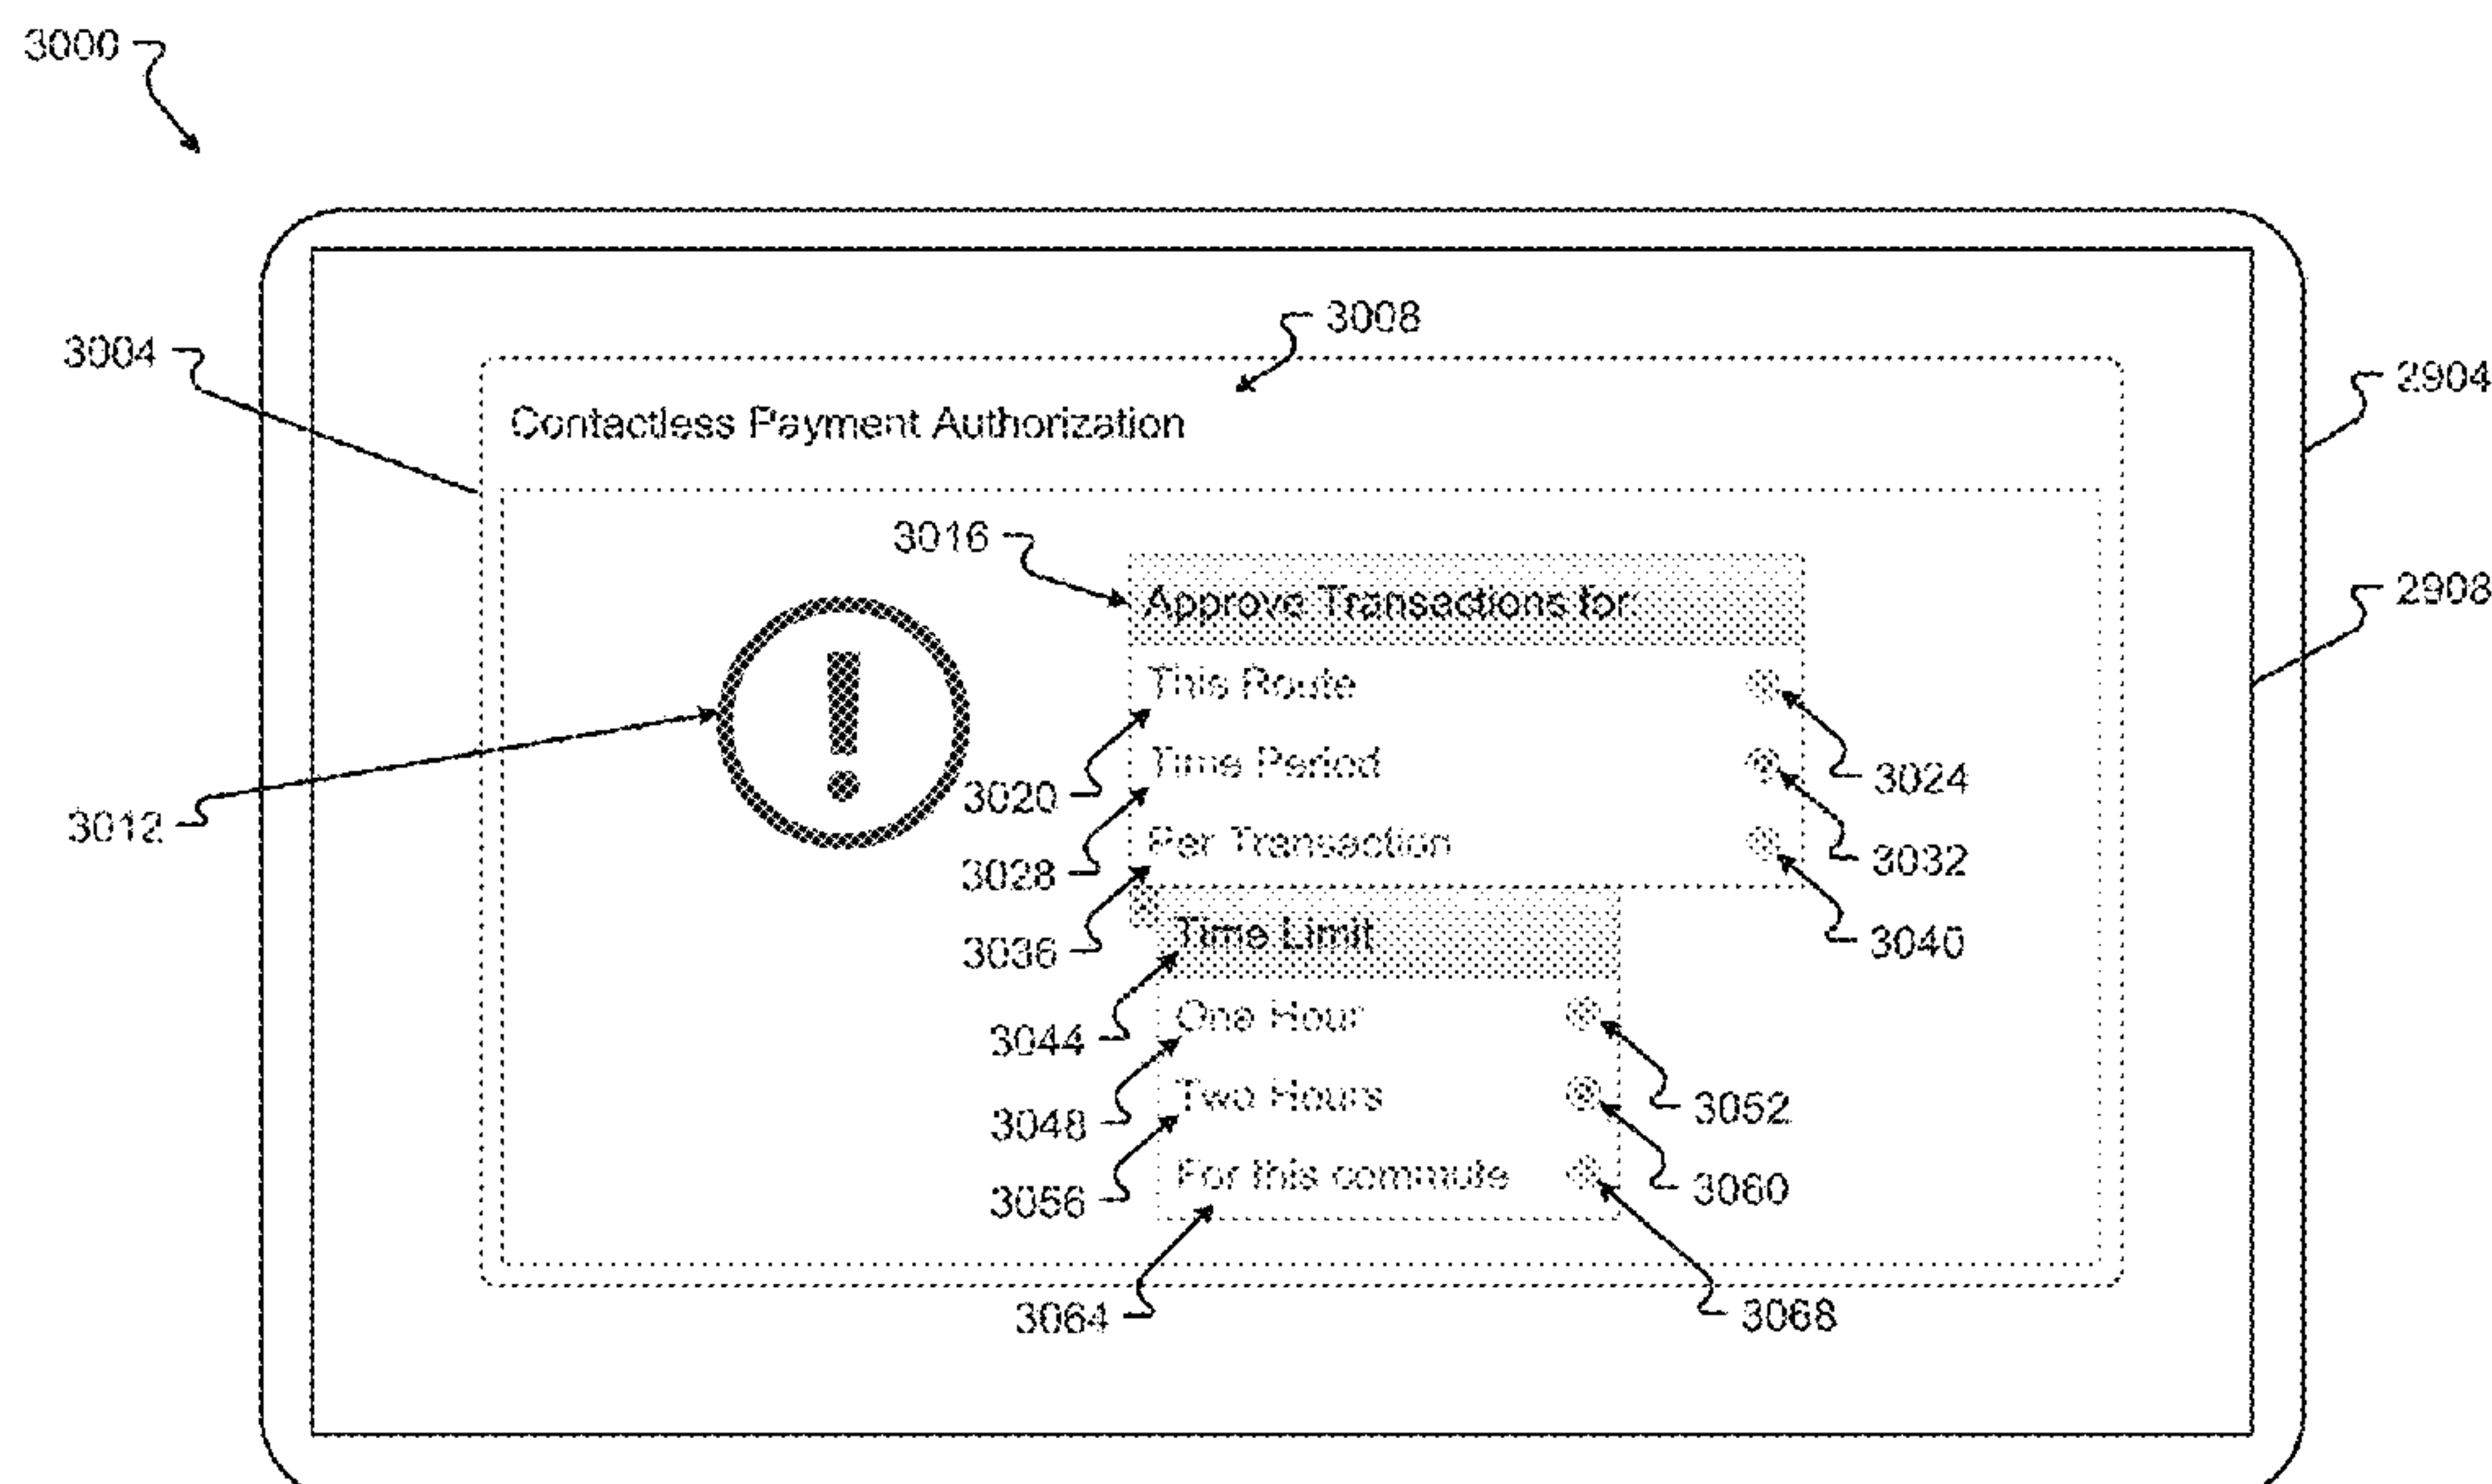 3000
3008
3004
2904
Contactless Payment Authorization
3016
2908
Approve Transactions for:
This Route
3024
3020
Time Period
3012
3032
3028
Per Transaction
3040
3036
Time Limit
One Hour
3044
3052
3048
Two Hours
3060
3056
For this commute
3064
3068